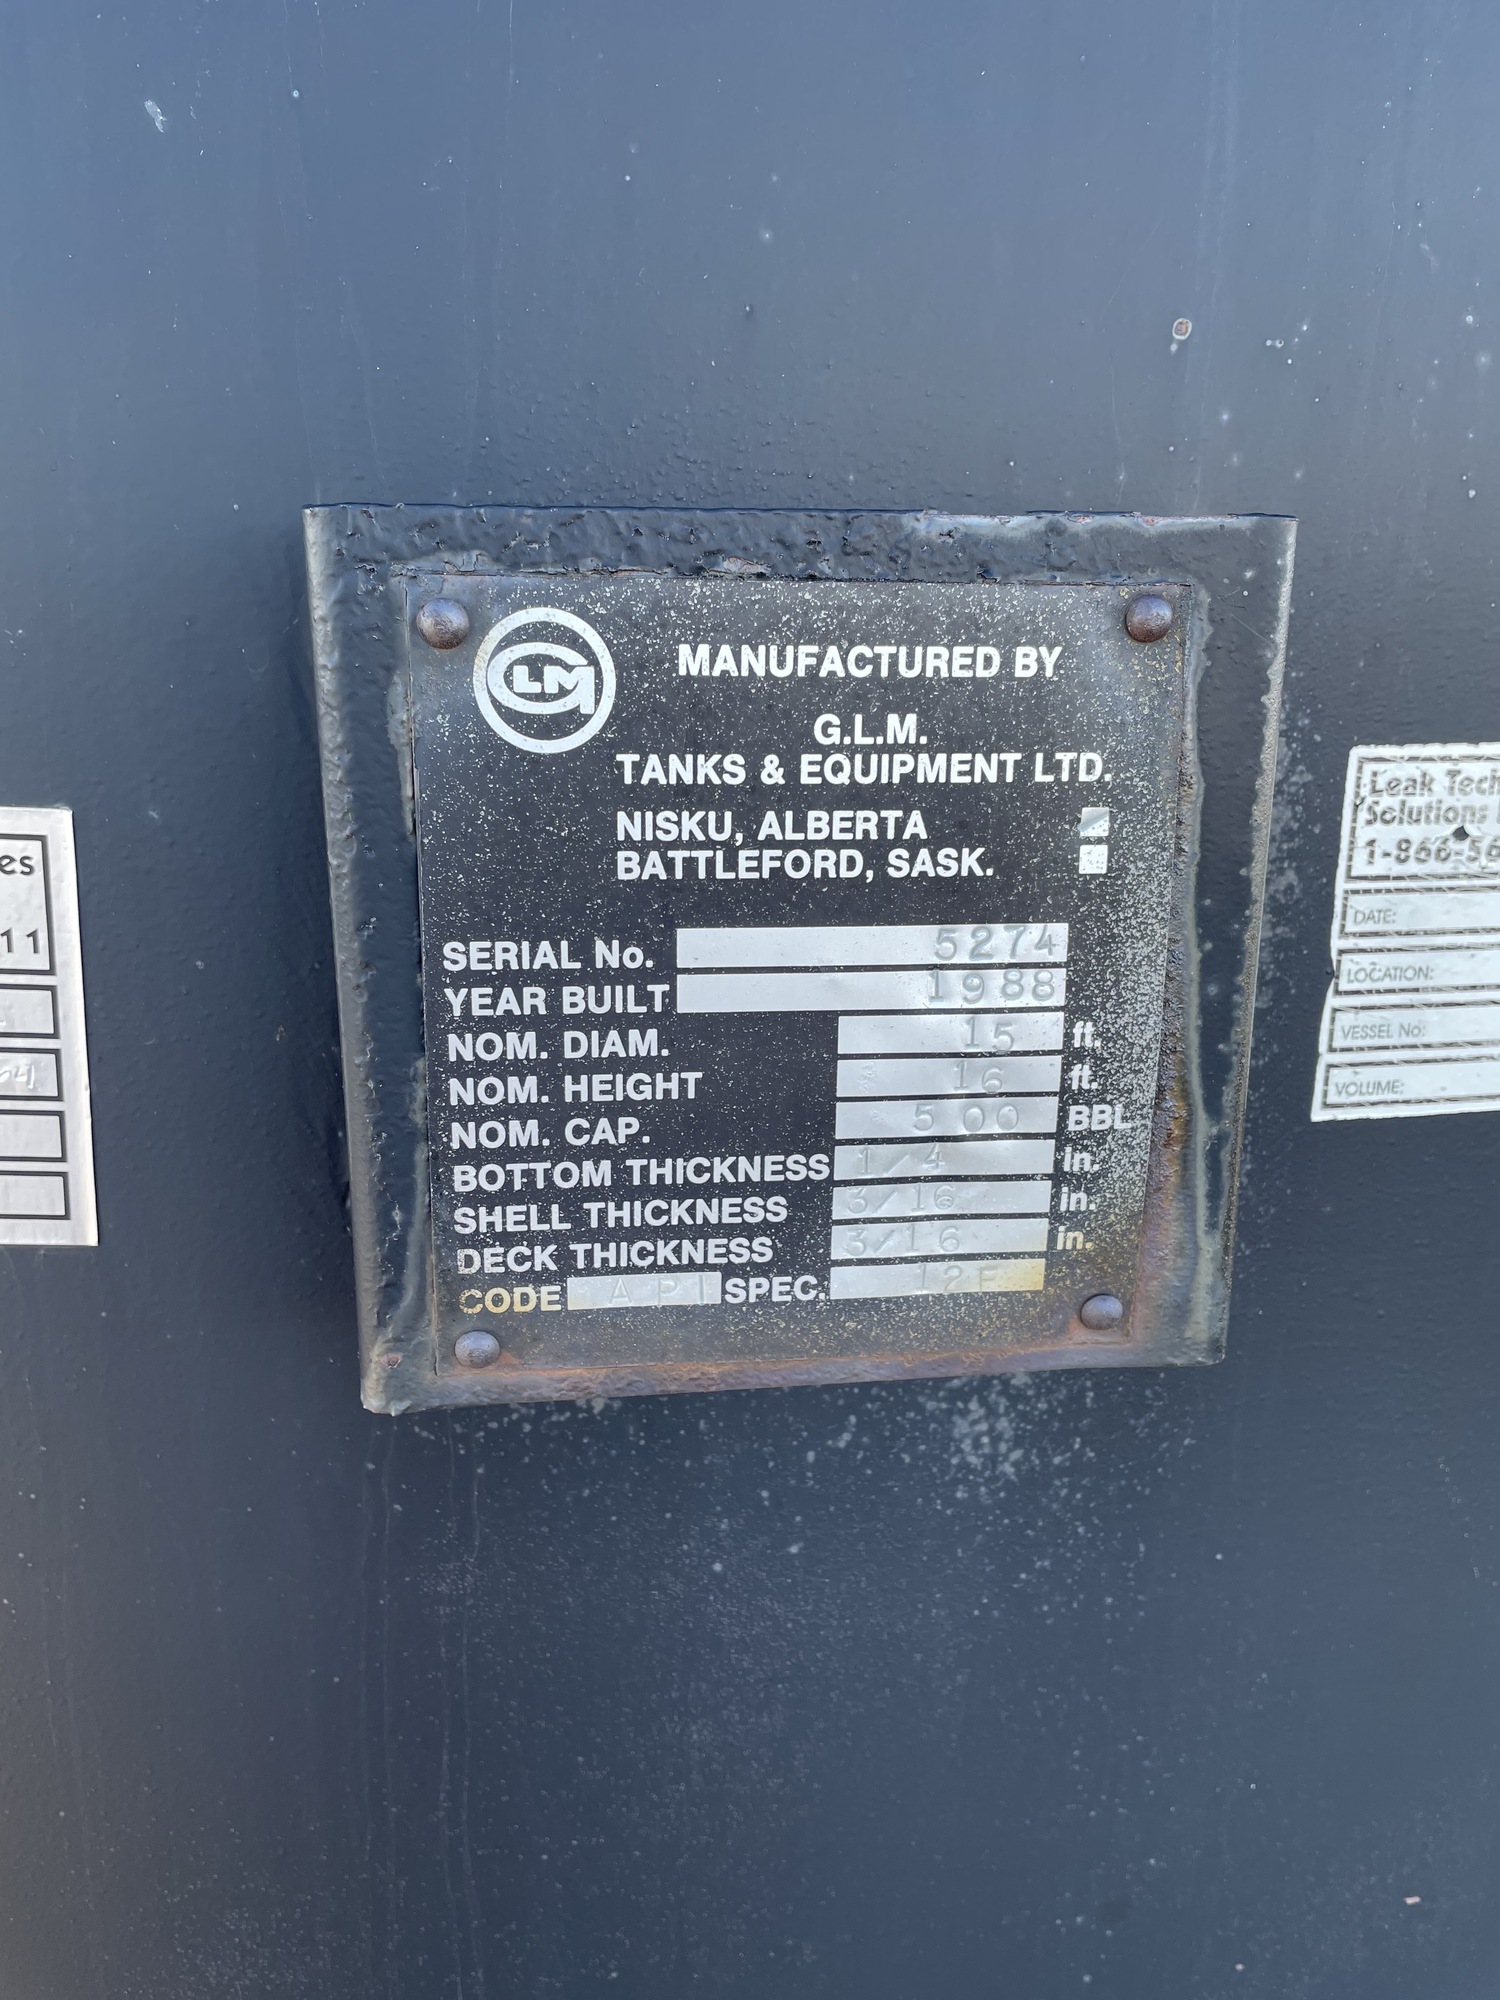 GLM
MANUFACTURED BY
G.L.M.
TANKS & EQUIPMENT LTD.
NISKU, ALBERTA
BATTLEFORD, SASK.
SERIAL No. 5274
YEAR BUILT 1988
NOM. DIAM. 15 ft.
NOM. HEIGHT 16 ft.
NOM. CAP. 500 BBL
BOTTOM THICKNESS 1/4 in.
SHELL THICKNESS 3/16 in.
DECK THICKNESS 3/16 in.
CODE API SPEC. 12F
es
11
Leak Tech
Solutions
1-866-56
DATE:
LOCATION:
VESSEL No:
VOLUME: